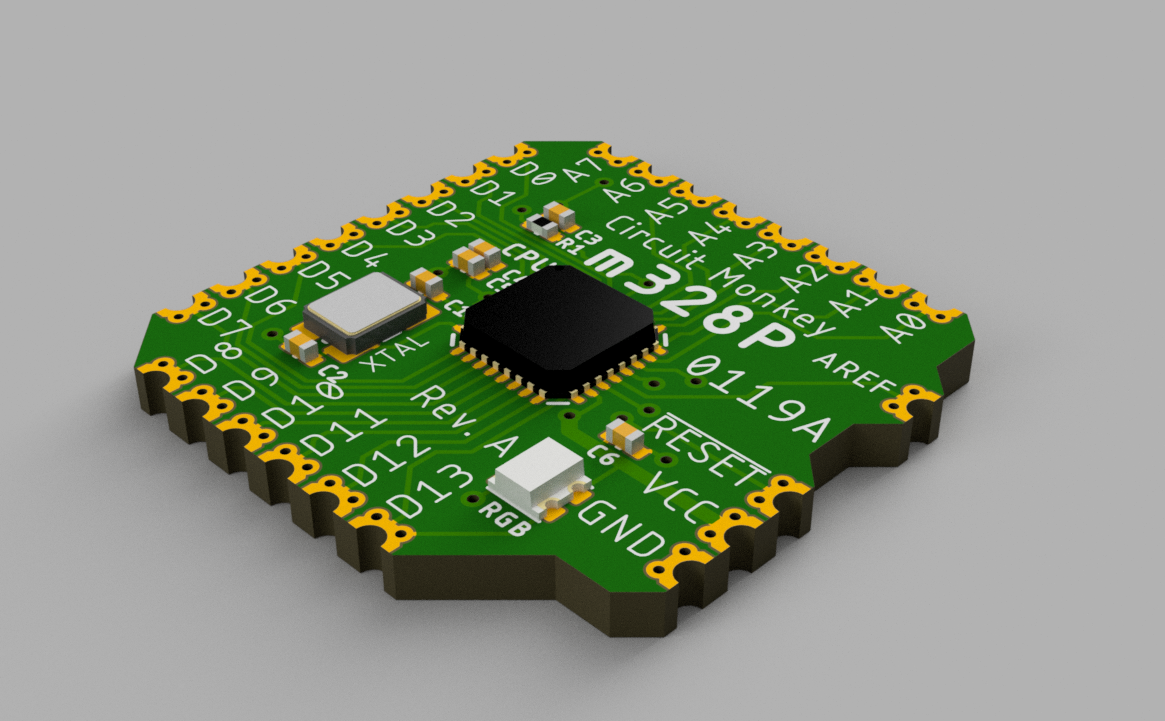 D0
D1
D2
D3
D4
D5
D6
D7
D8
D9
D10
D11
D12
D13
A7
A6
A5
A4
A3
A2
A1
A0
AREF
RESET
VCC
GND
Circuit Monkey
m328P
0119A
Rev. A
CPU
C3
R1
C1
C2
XTAL
C6
RGB